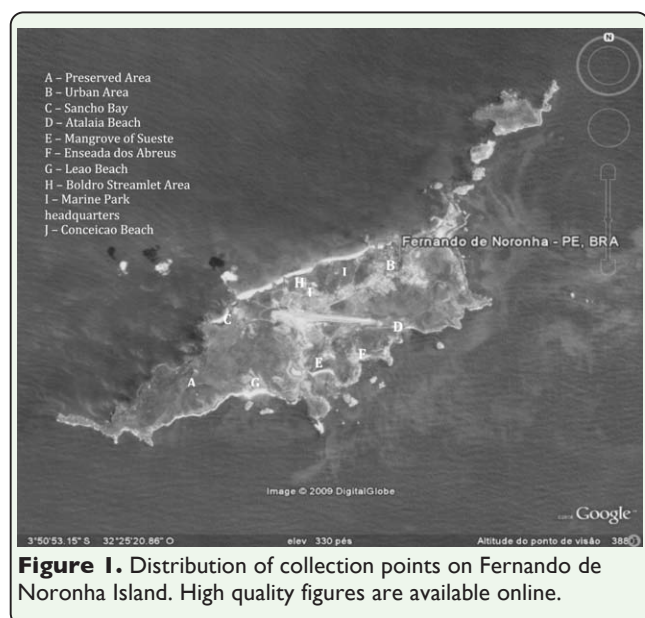 N
A – Preserved Area
B – Urban Area
C – Sancho Bay
D – Atalaia Beach
E – Mangrove of Sueste
F – Enseada dos Abreus
G – Leao Beach
H – Boldro Streamlet Area
I – Marine Park
headquarters
J – Conceicao Beach
Fernando de Noronha - PE, BRA
I
B
H
C
D
E
F
A
G
Image © 2009 DigitalGlobe
Google™
3°50'53.15" S 32°25'20.86" O elev 330 pés Altitude do ponto de visão
Figure 1. Distribution of collection points on Fernando de
Noronha Island. High quality figures are available online.